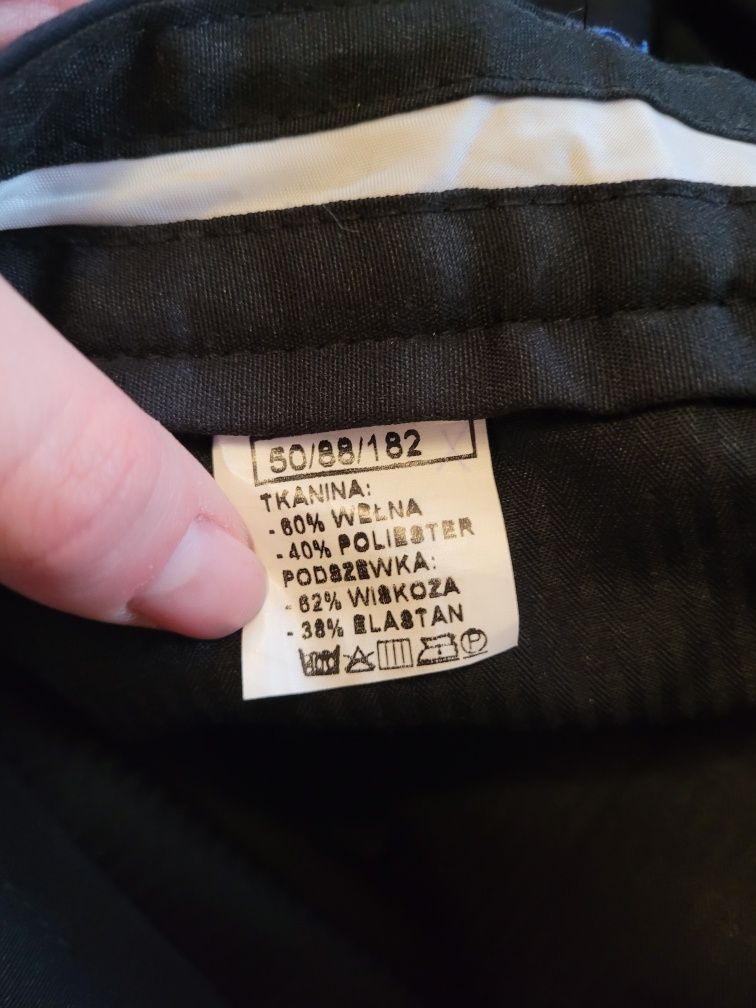 50/88/182
TKANINA:
- 60% WEŁNA
- 40% POLIESTER
PODSZEWKA:
- 62% WISKOZA
- 38% ELASTAN
P